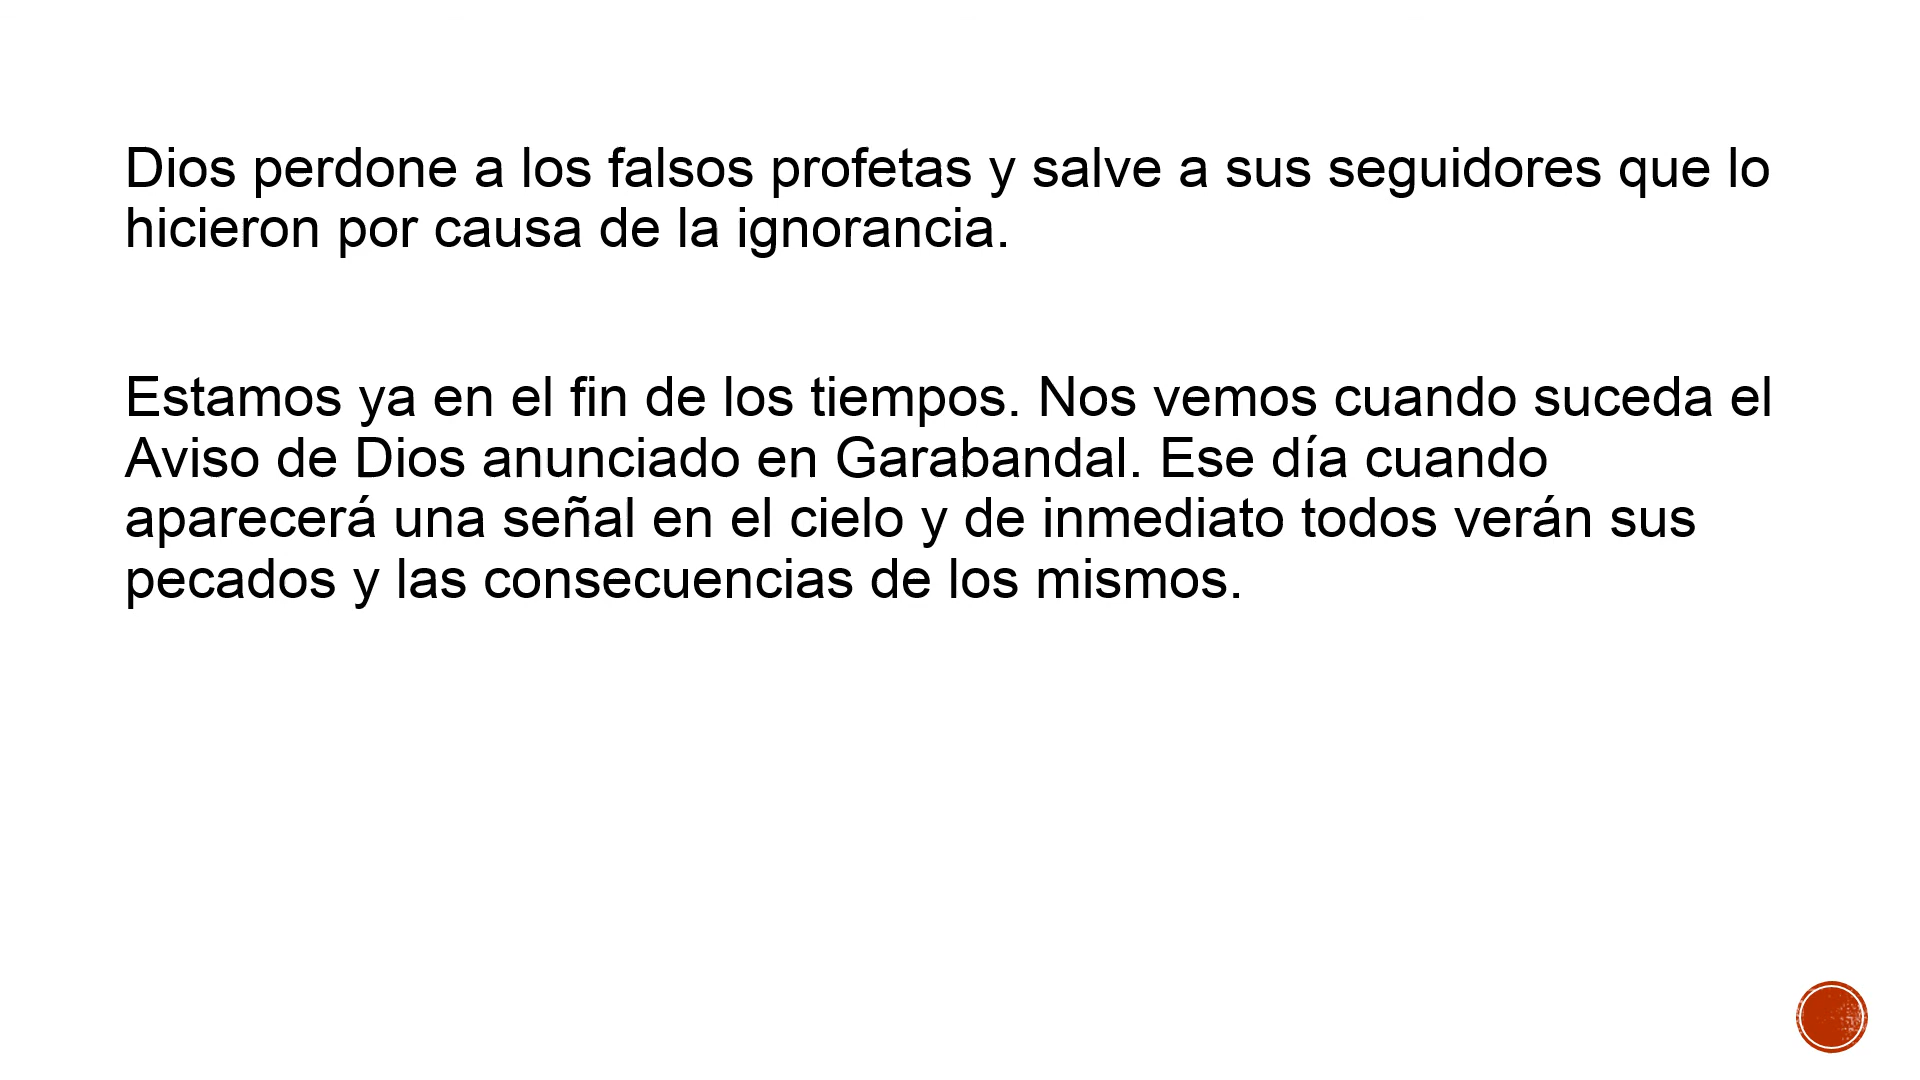 Dios perdone a los falsos profetas y salve a sus seguidores que lo
hicieron por causa de la ignorancia.
Estamos ya en el fin de los tiempos. Nos vemos cuando suceda el
Aviso de Dios anunciado en Garabandal. Ese día cuando
aparecerá una señal en el cielo y de inmediato todos verán sus
pecados y las consecuencias de los mismos.